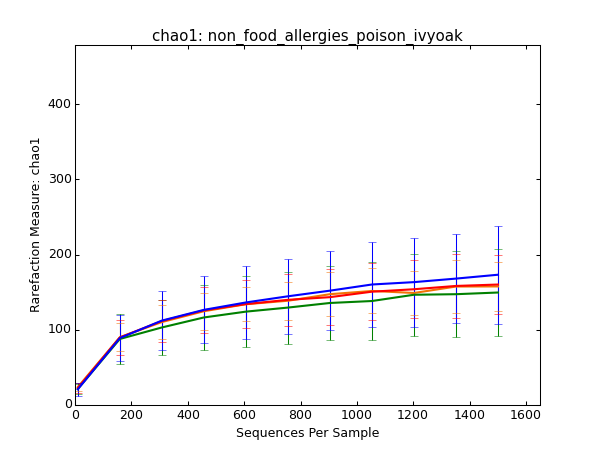 chao1: non_food_allergies_poison_ivyoak
Rarefaction Measure: chao1
400
300
200
100
0
0 200 400 600 800 1000 1200 1400 1600
Sequences Per Sample